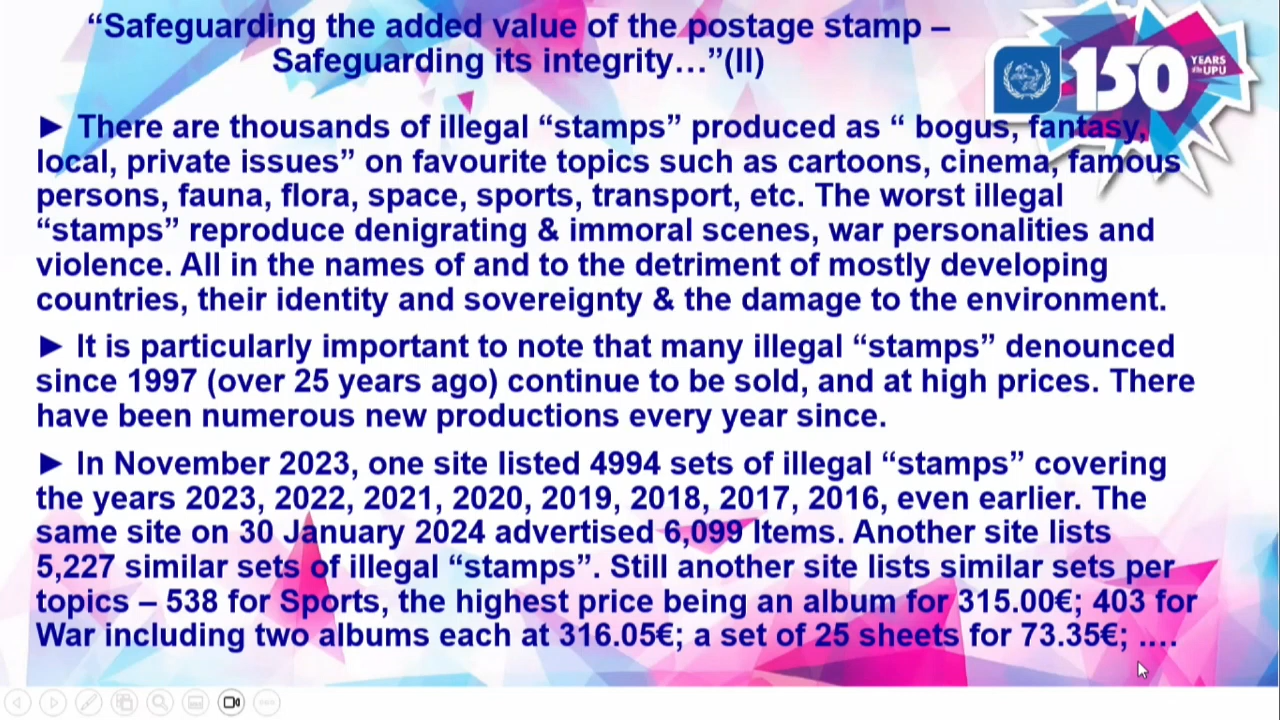 “Safeguarding the added value of the postage stamp –
Safeguarding its integrity…”(II)
150 YEARS of the UPU
► There are thousands of illegal “stamps” produced as “ bogus, fantasy,
local, private issues” on favourite topics such as cartoons, cinema, famous
persons, fauna, flora, space, sports, transport, etc. The worst illegal
“stamps” reproduce denigrating & immoral scenes, war personalities and
violence. All in the names of and to the detriment of mostly developing
countries, their identity and sovereignty & the damage to the environment.
► It is particularly important to note that many illegal “stamps” denounced
since 1997 (over 25 years ago) continue to be sold, and at high prices. There
have been numerous new productions every year since.
► In November 2023, one site listed 4994 sets of illegal “stamps” covering
the years 2023, 2022, 2021, 2020, 2019, 2018, 2017, 2016, even earlier. The
same site on 30 January 2024 advertised 6,099 Items. Another site lists
5,227 similar sets of illegal “stamps”. Still another site lists similar sets per
topics – 538 for Sports, the highest price being an album for 315.00€; 403 for
War including two albums each at 316.05€; a set of 25 sheets for 73.35€; ....